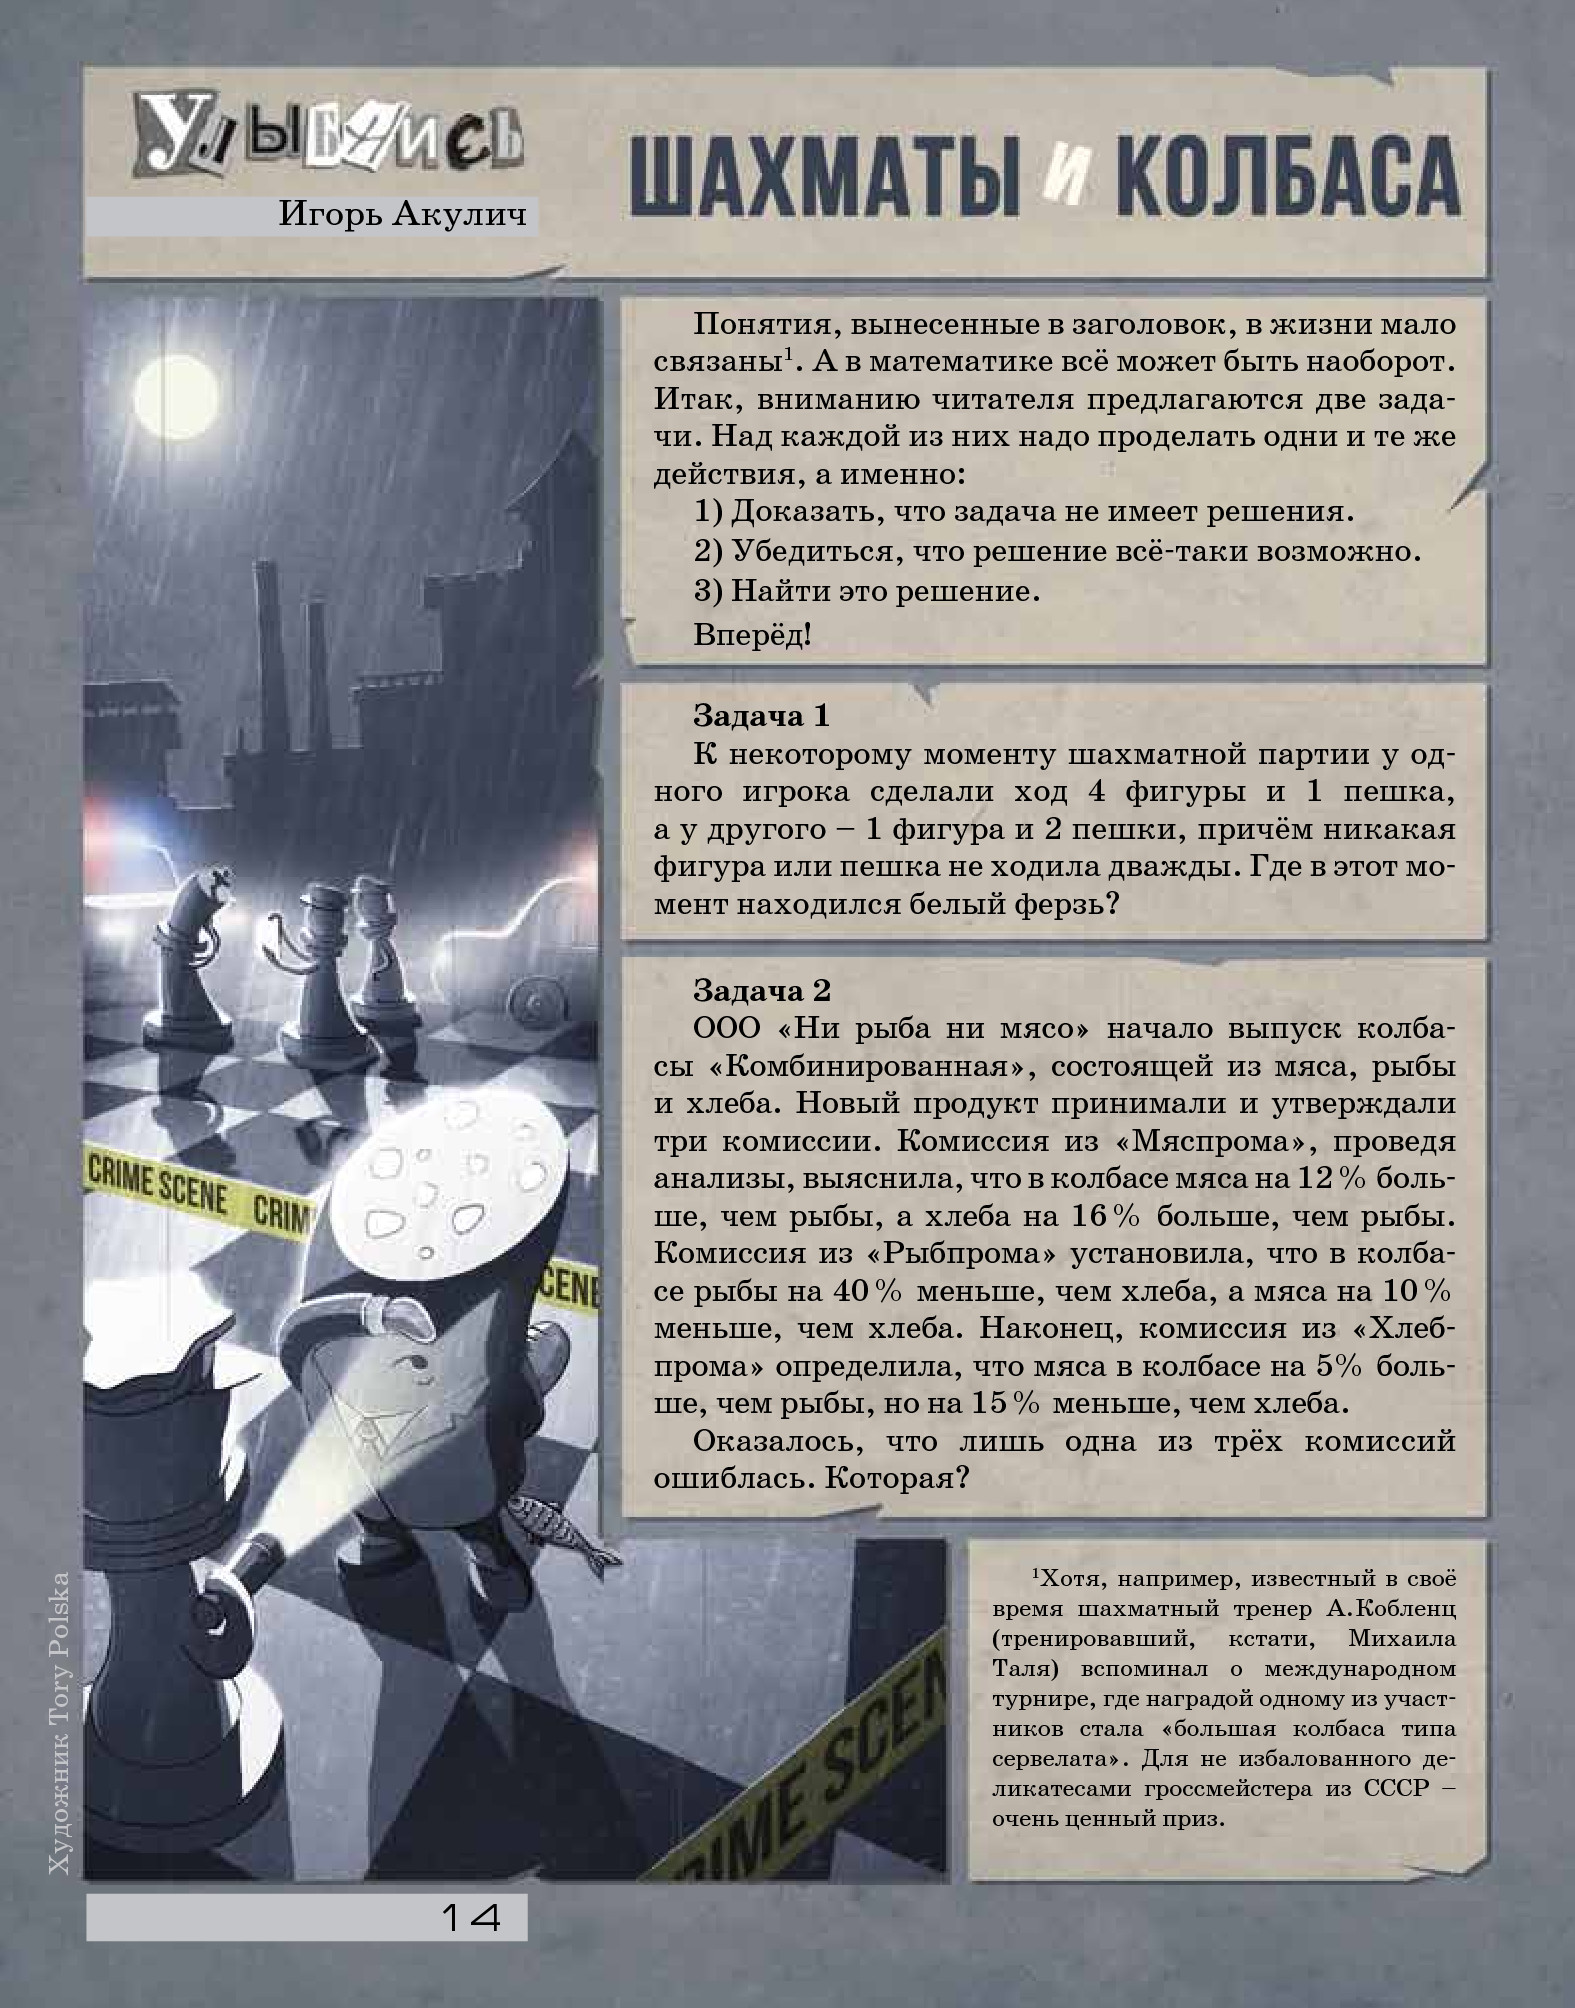 Улыбнись
Игорь Акулич
ШАХМАТЫ и КОЛБАСА
Понятия, вынесенные в заголовок, в жизни мало
связаны¹. А в математике всё может быть наоборот.
Итак, вниманию читателя предлагаются две зада-
чи. Над каждой из них надо проделать одни и те же
действия, а именно:
1) Доказать, что задача не имеет решения.
2) Убедиться, что решение всё-таки возможно.
3) Найти это решение.
Вперёд!
Задача 1
К некоторому моменту шахматной партии у од-
ного игрока сделали ход 4 фигуры и 1 пешка,
а у другого – 1 фигура и 2 пешки, причём никакая
фигура или пешка не ходила дважды. Где в этот мо-
мент находился белый ферзь?
Задача 2
ООО «Ни рыба ни мясо» начало выпуск колба-
сы «Комбинированная», состоящей из мяса, рыбы
и хлеба. Новый продукт принимали и утверждали
три комиссии. Комиссия из «Мяспрома», проведя
анализы, выяснила, что в колбасе мяса на 12% боль-
ше, чем рыбы, а хлеба на 16% больше, чем рыбы.
Комиссия из «Рыбпрома» установила, что в колба-
се рыбы на 40% меньше, чем хлеба, а мяса на 10%
меньше, чем хлеба. Наконец, комиссия из «Хлеб-
прома» определила, что мяса в колбасе на 5% боль-
ше, чем рыбы, но на 15% меньше, чем хлеба.
Оказалось, что лишь одна из трёх комиссий
ошиблась. Которая?
CRIME SCENE CRIM
CENE
RIME SCEN
¹Хотя, например, известный в своё
время шахматный тренер А.Кобленц
(тренировавший, кстати, Михаила
Таля) вспоминал о международном
турнире, где наградой одному из участ-
ников стала «большая колбаса типа
сервелата». Для не избалованного де-
ликатесами гроссмейстера из СССР –
очень ценный приз.
Художник Tory Polska
14